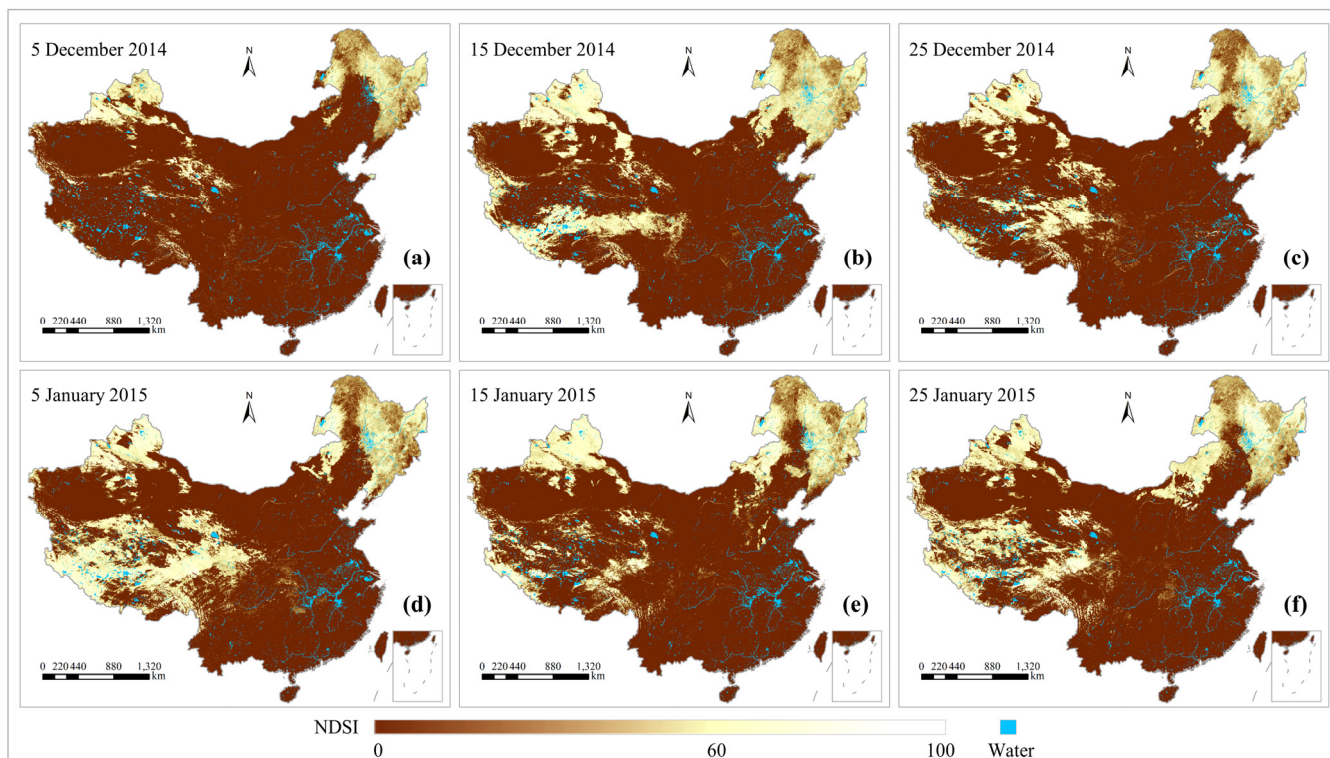 5 December 2014
N
(a)
0 220 440 880 1,320
km
15 December 2014
N
(b)
0 220 440 880 1,320
km
25 December 2014
N
(c)
0 220 440 880 1,320
km
5 January 2015
N
(d)
0 220 440 880 1,320
km
15 January 2015
N
(e)
0 220 440 880 1,320
km
25 January 2015
N
(f)
0 220 440 880 1,320
km
NDSI
0 60 100
Water